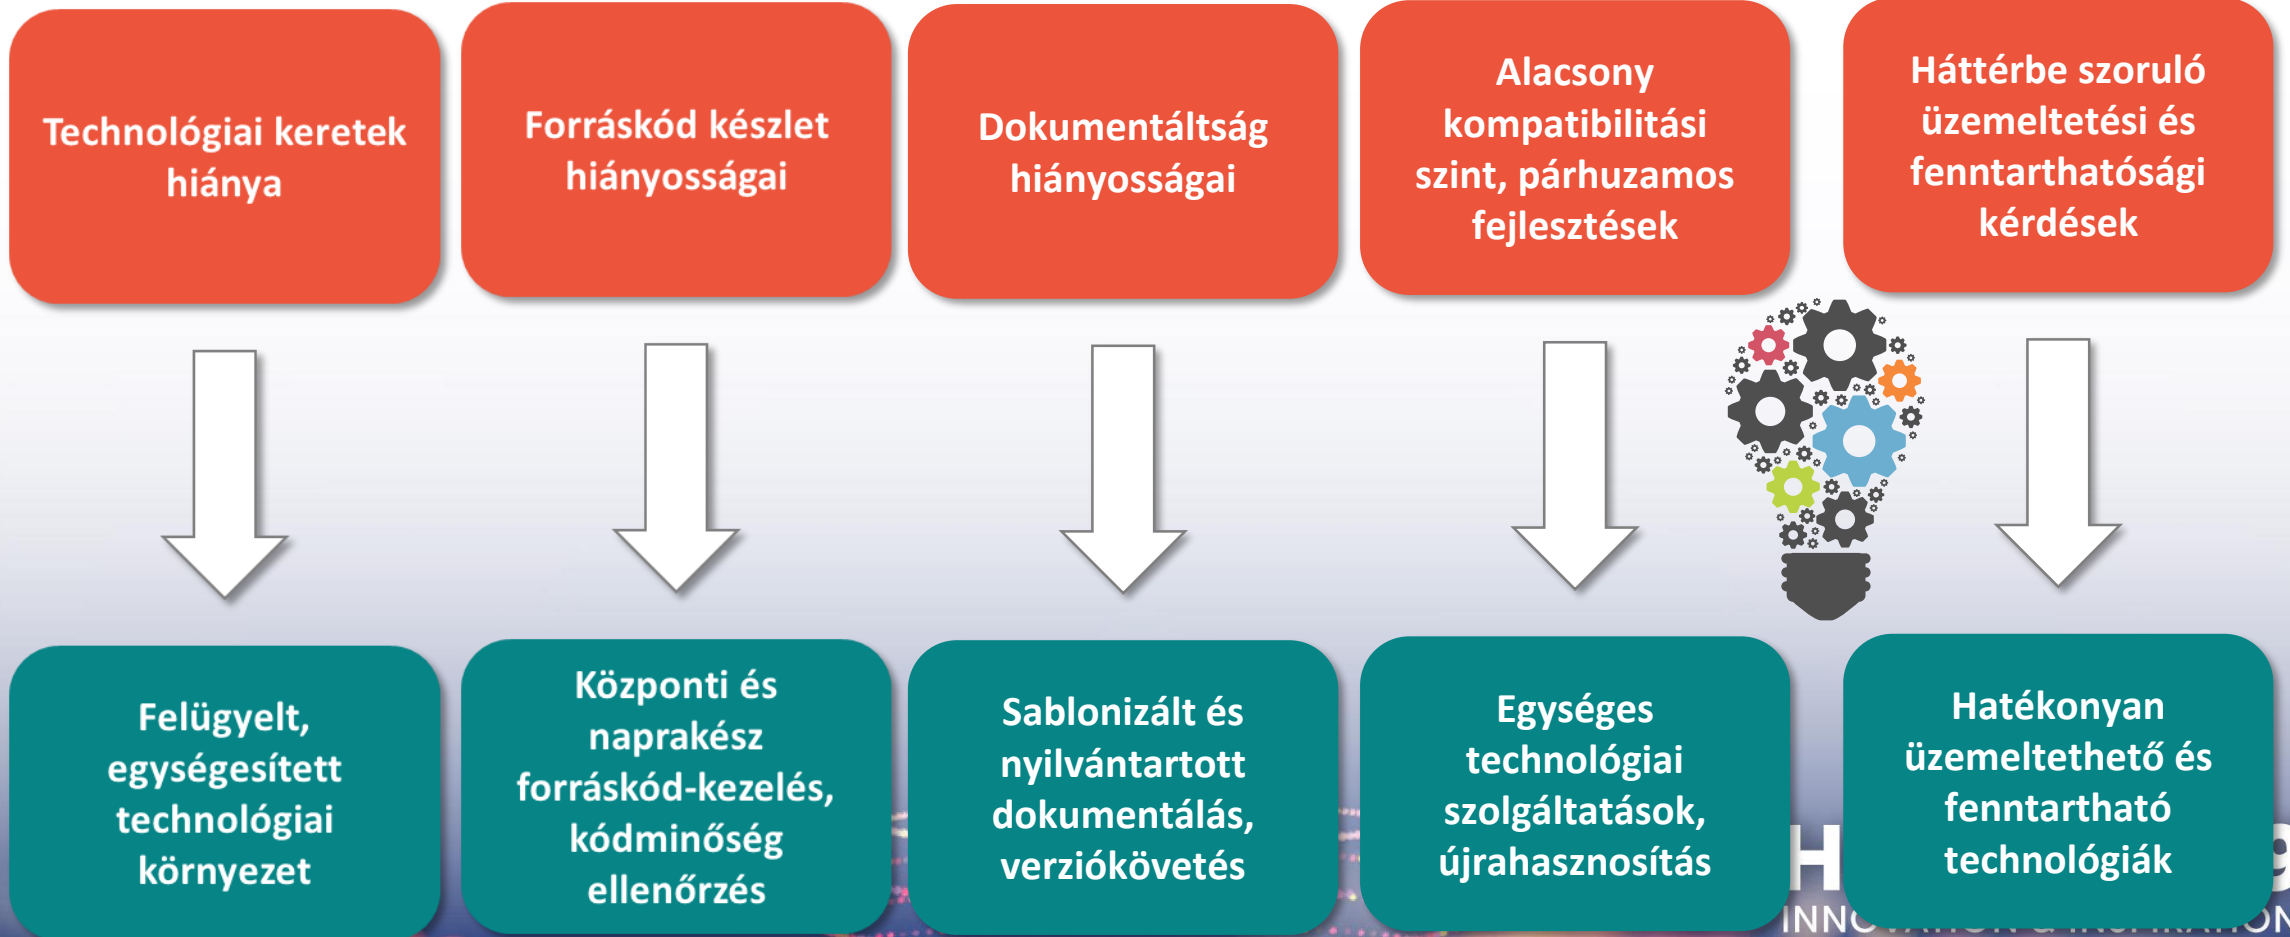 Technológiai keretek
hiánya
Forráskód készlet
hiányosságai
Dokumentáltság
hiányosságai
Alacsony
kompatibilitási
szint, párhuzamos
fejlesztések
Háttérbe szoruló
üzemeltetési és
fenntarthatósági
kérdések
Felügyelt,
egységesített
technológiai
környezet
Központi és
naprakész
forráskód-kezelés,
kódminőség
ellenőrzés
Sablonizált és
nyilvántartott
dokumentálás,
verziókövetés
Egységes
technológiai
szolgáltatások,
újrahasznosítás
Hatékonyan
üzemeltethető és
fenntartható
technológiák
INNOVATION & INSPIRATION